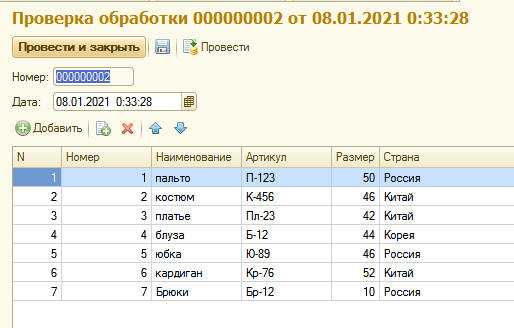 Проверка обработки 000000002 от 08.01.2021 0:33:28
Провести и закрыть Провести
Номер: 000000002
Дата: 08.01.2021 0:33:28
Добавить
N Номер Наименование Артикул Размер Страна
1 1 пальто П-123 50 Россия
2 2 костюм К-456 46 Китай
3 3 платье Пл-23 42 Китай
4 4 блуза Б-12 44 Корея
5 5 юбка Ю-89 46 Россия
6 6 кардиган Кр-76 52 Китай
7 7 Брюки Бр-12 10 Россия